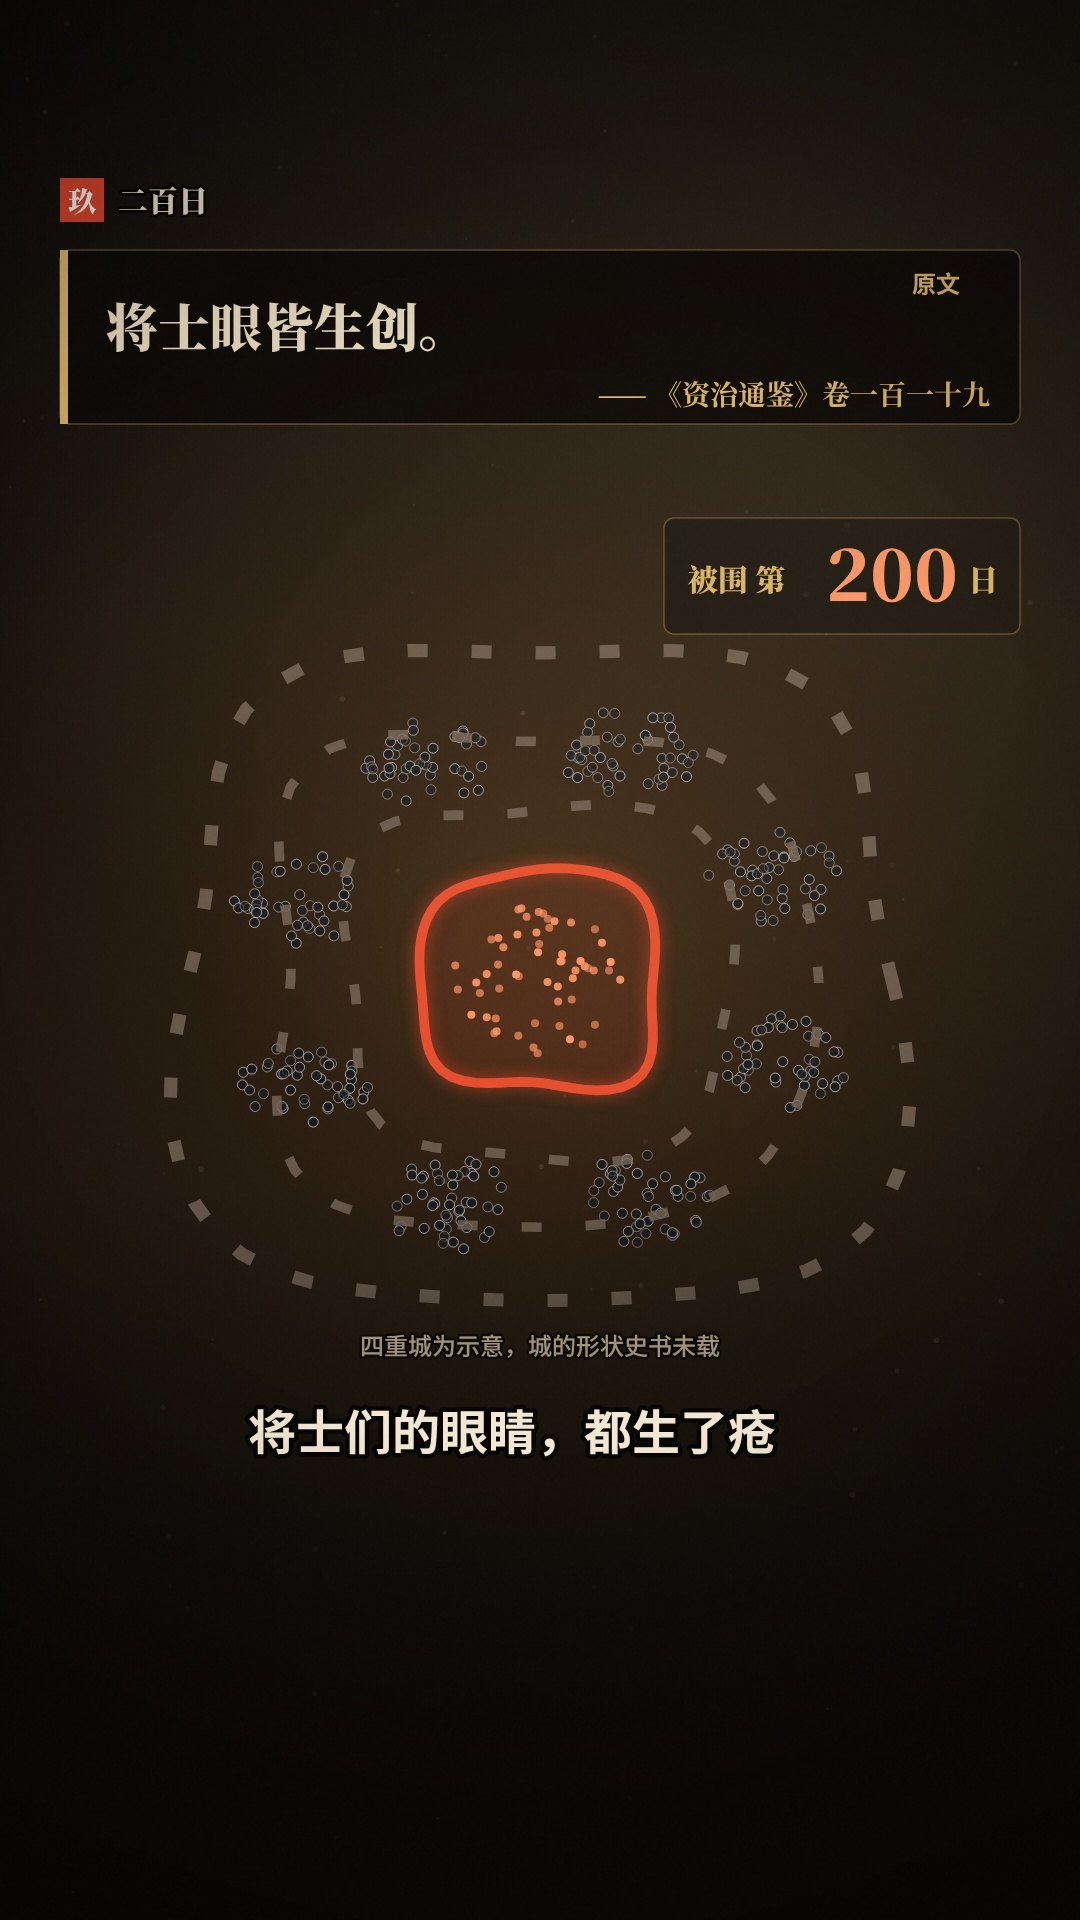 玖 二百日
原文
将士眼皆生创。
—— 《资治通鉴》卷一百一十九
被围 第 200 日
四重城为示意，城的形状史书未载
将士们的眼睛，都生了疮